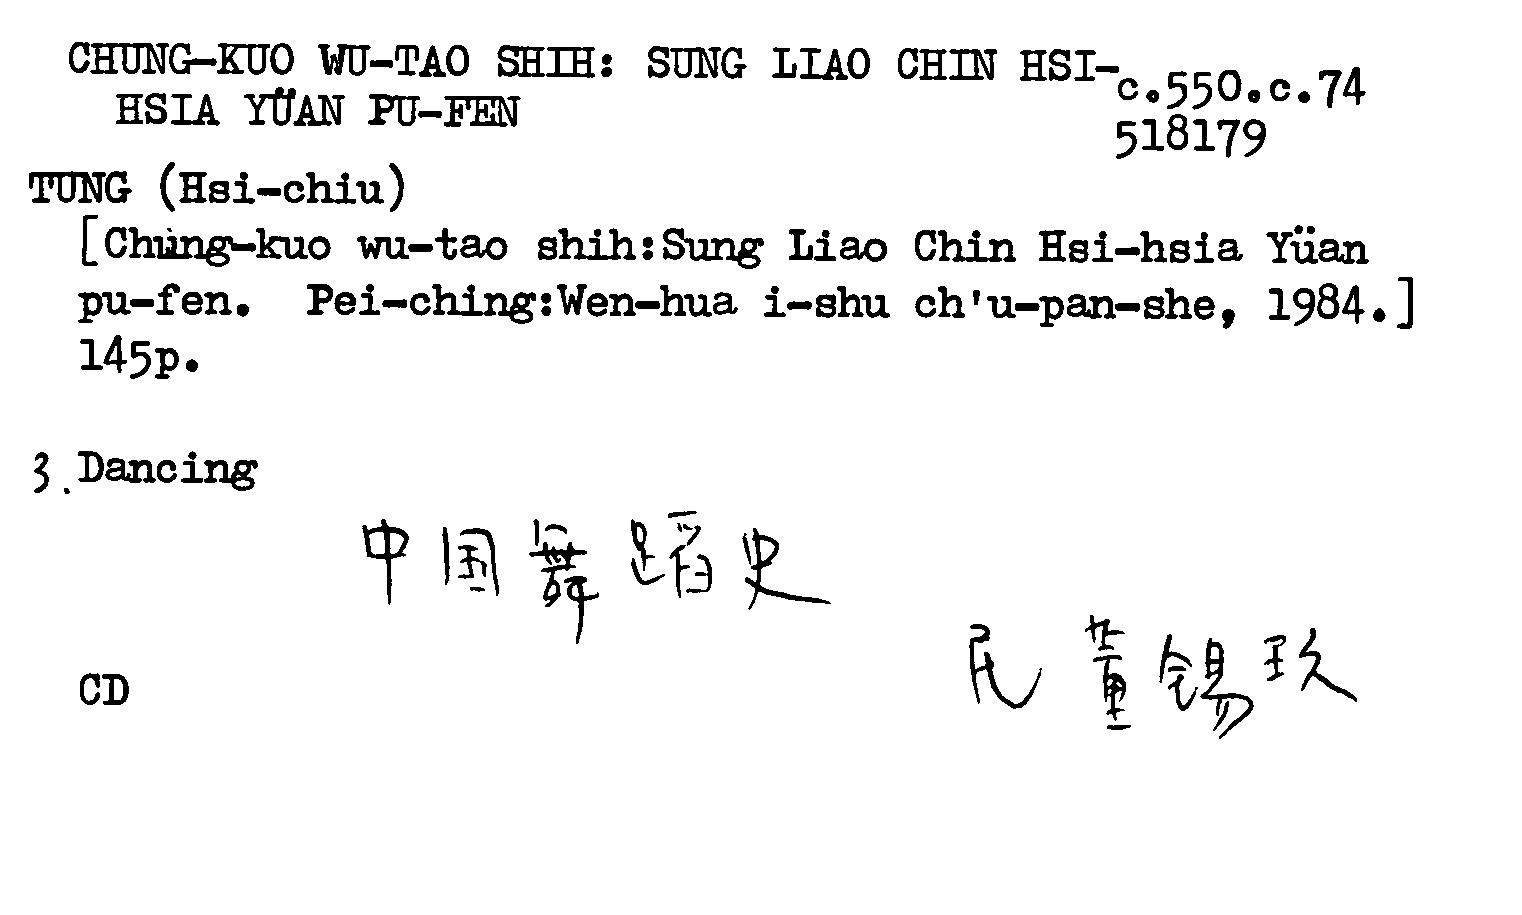 CHUNG-KUO WU-TAO SHIH: SUNG LIAO CHIN HSI-
HSIA YÜAN PU-FEN
c.550.c.74
518179
TUNG (Hsi-chiu)
[Chung-kuo wu-tao shih:Sung Liao Chin Hsi-hsia Yüan
pu-fen. Pei-ching:Wen-hua i-shu ch'u-pan-she, 1984.]
145p.
3. Dancing
中国舞蹈史
民 董锡玖
CD